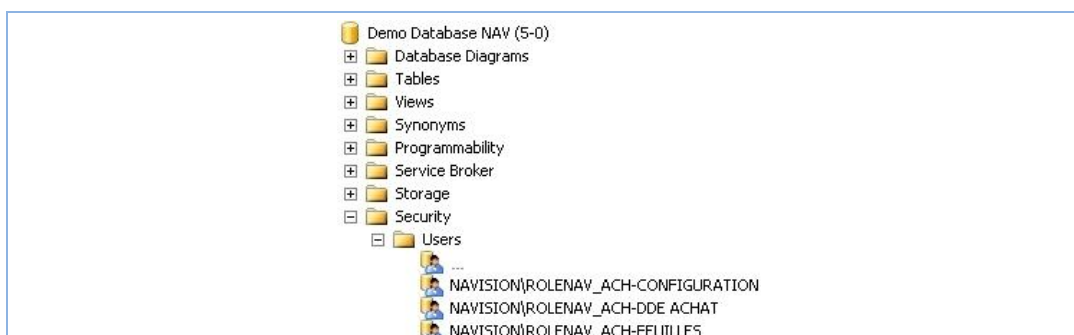 Demo Database NAV (5-0)
Database Diagrams
Tables
Views
Synonyms
Programmability
Service Broker
Storage
Security
Users
...
NAVISION\ROLENAV_ACH-CONFIGURATION
NAVISION\ROLENAV_ACH-DDE ACHAT
NAVISION\ROLENAV_ACH-FEUILLES